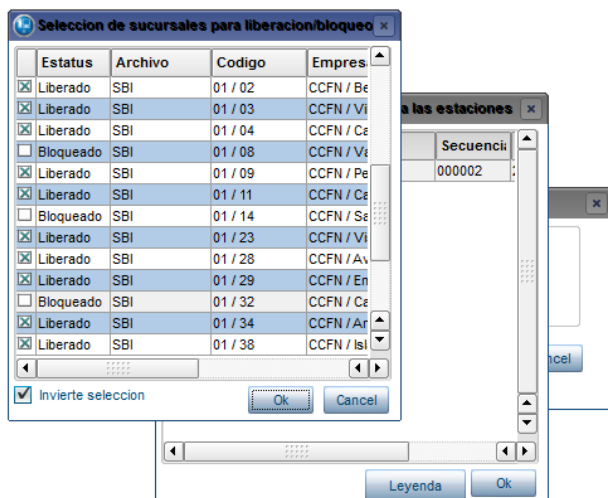 Seleccion de sucursales para liberacion/bloqueo
Estatus Archivo Codigo Empres
Liberado SBI 01 / 02 CCFN / Be
Liberado SBI 01 / 03 CCFN / Vi
Liberado SBI 01 / 04 CCFN / Ca
Bloqueado SBI 01 / 08 CCFN / Va
Liberado SBI 01 / 09 CCFN / Pe
Liberado SBI 01 / 11 CCFN / Ca
Bloqueado SBI 01 / 14 CCFN / Sa
Liberado SBI 01 / 23 CCFN / Vi
Liberado SBI 01 / 28 CCFN / Av
Liberado SBI 01 / 29 CCFN / En
Bloqueado SBI 01 / 32 CCFN / Ca
Liberado SBI 01 / 34 CCFN / Ar
Liberado SBI 01 / 38 CCFN / Isl
Invierte seleccion Ok Cancel
a las estaciones
Secuencia
000002
ncel
Leyenda Ok